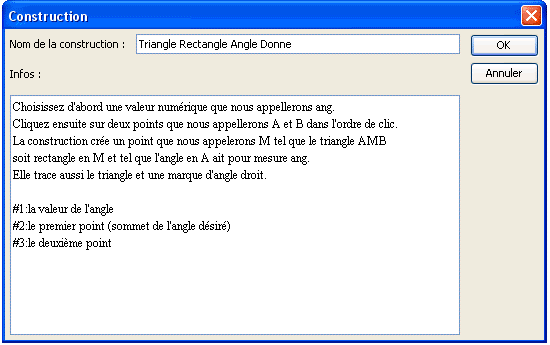 Construction
Nom de la construction :
Triangle Rectangle Angle Donne
OK
Infos :
Annuler
Choisissez d'abord une valeur numérique que nous appellerons ang.
Cliquez ensuite sur deux points que nous appellerons A et B dans l'ordre de clic.
La construction crée un point que nous appelerons M tel que le triangle AMB
soit rectangle en M et tel que l'angle en A ait pour mesure ang.
Elle trace aussi le triangle et une marque d'angle droit.
#1:la valeur de l'angle
#2:le premier point (sommet de l'angle désiré)
#3:le deuxième point